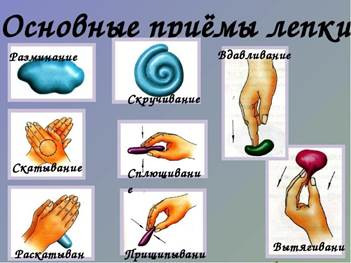 Основные приёмы лепки
Разминание
Скручивание
Вдавливание
Скатывание
Сплющивани
е
Раскатыван
Прищипывани
Вытягивани